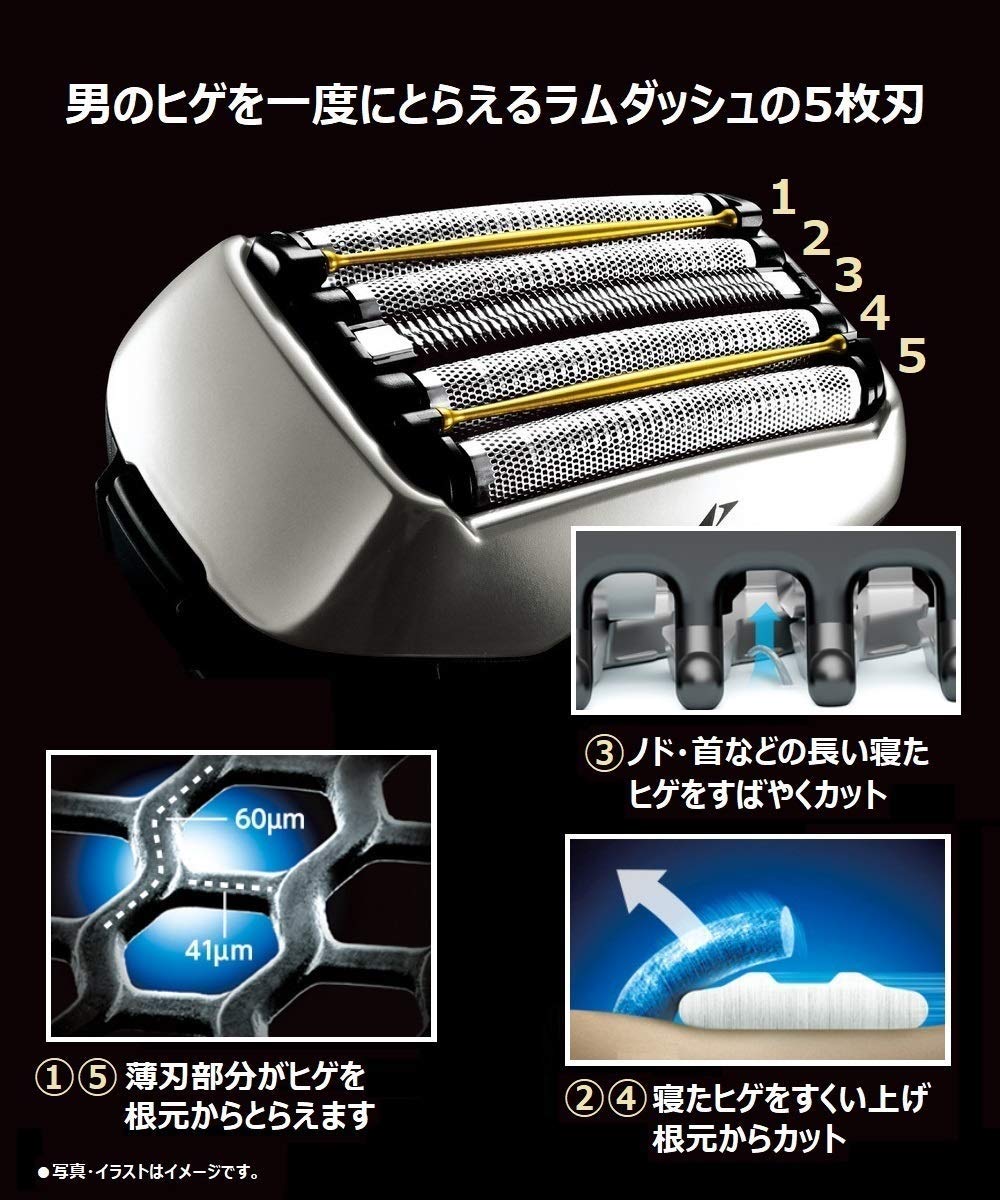 男のヒゲを一度にとらえるラムダッシュの5枚刃
1
2
3
4
5
③ノド・首などの長い寝た
ヒゲをすばやくカット
60μm
41μm
①⑤薄刃部分がヒゲを
根元からとらえます
②④寝たヒゲをすくい上げ
根元からカット
●写真・イラストはイメージです。